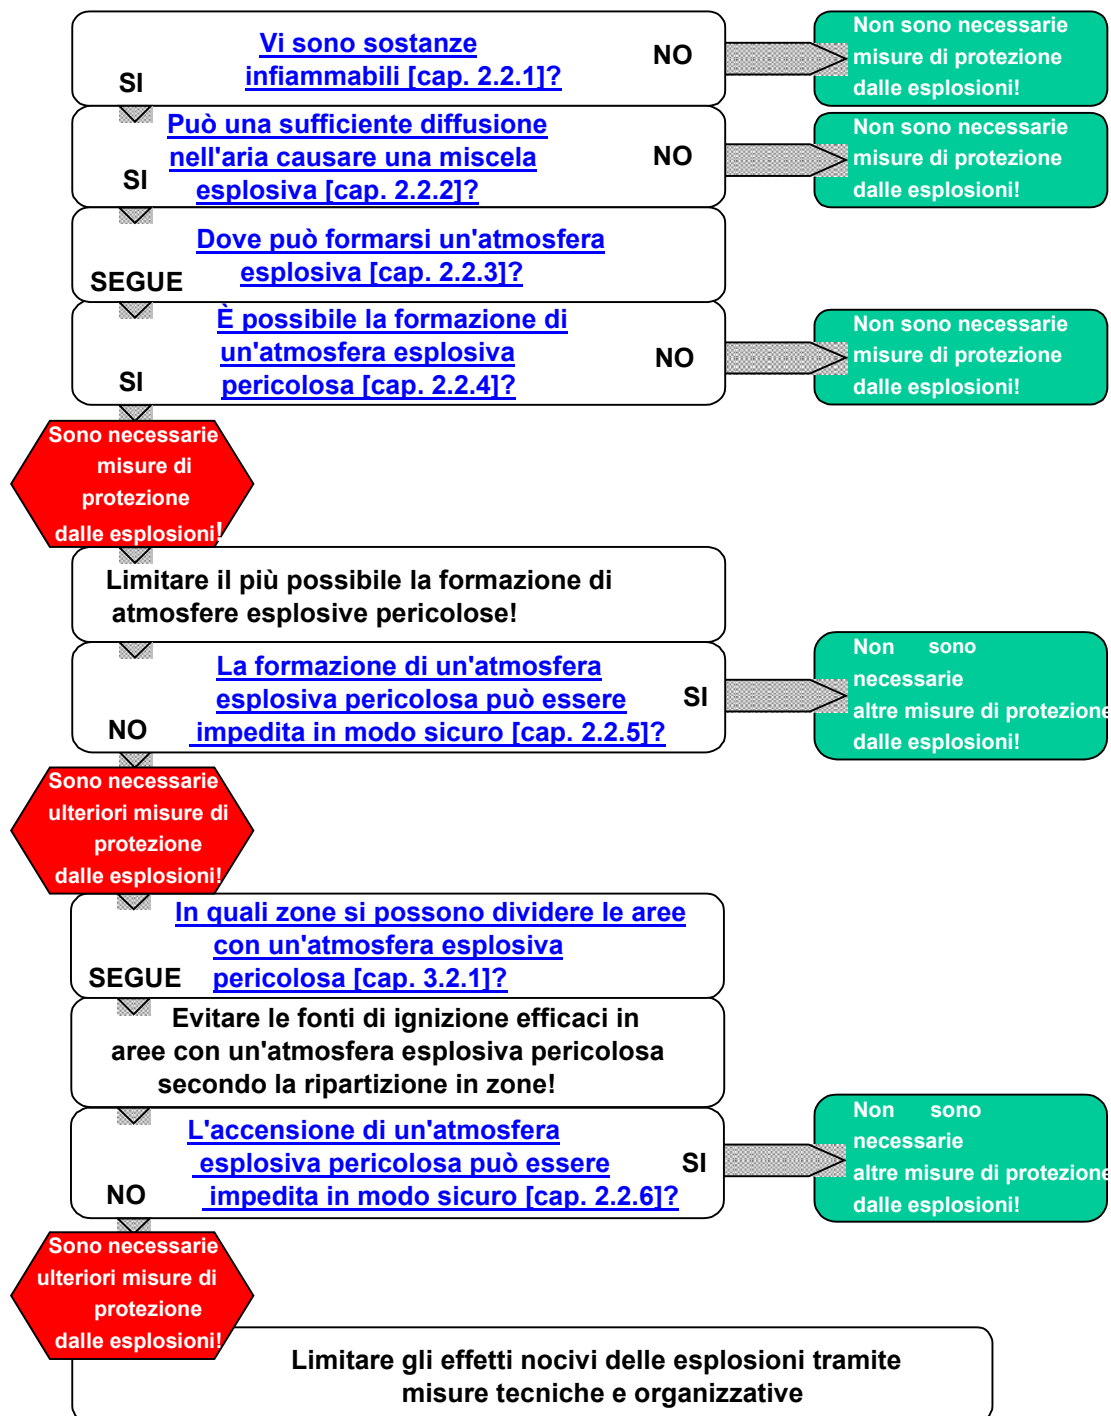 Vi sono sostanze
infiammabili [cap. 2.2.1]?
SI
NO
Non sono necessarie
misure di protezione
dalle esplosioni!
Può una sufficiente diffusione
nell'aria causare una miscela
esplosiva [cap. 2.2.2]?
SI
NO
Non sono necessarie
misure di protezione
dalle esplosioni!
Dove può formarsi un'atmosfera
esplosiva [cap. 2.2.3]?
SEGUE
È possibile la formazione di
un'atmosfera esplosiva
pericolosa [cap. 2.2.4]?
SI
NO
Non sono necessarie
misure di protezione
dalle esplosioni!
Sono necessarie
misure di
protezione
dalle esplosioni!
Limitare il più possibile la formazione di
atmosfere esplosive pericolose!
La formazione di un'atmosfera
esplosiva pericolosa può essere
impedita in modo sicuro [cap. 2.2.5]?
NO
SI
Non sono
necessarie
altre misure di protezione
dalle esplosioni!
Sono necessarie
ulteriori misure di
protezione
dalle esplosioni!
In quali zone si possono dividere le aree
con un'atmosfera esplosiva
pericolosa [cap. 3.2.1]?
SEGUE
Evitare le fonti di ignizione efficaci in
aree con un'atmosfera esplosiva pericolosa
secondo la ripartizione in zone!
L'accensione di un'atmosfera
esplosiva pericolosa può essere
impedita in modo sicuro [cap. 2.2.6]?
NO
SI
Non sono
necessarie
altre misure di protezione
dalle esplosioni!
Sono necessarie
ulteriori misure di
protezione
dalle esplosioni!
Limitare gli effetti nocivi delle esplosioni tramite
misure tecniche e organizzative